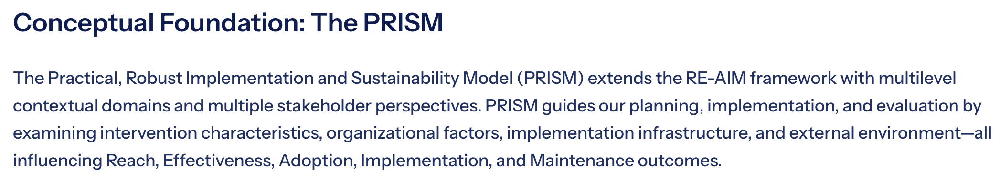 Conceptual Foundation: The PRISM
The Practical, Robust Implementation and Sustainability Model (PRISM) extends the RE-AIM framework with multilevel
contextual domains and multiple stakeholder perspectives. PRISM guides our planning, implementation, and evaluation by
examining intervention characteristics, organizational factors, implementation infrastructure, and external environment—all
influencing Reach, Effectiveness, Adoption, Implementation, and Maintenance outcomes.